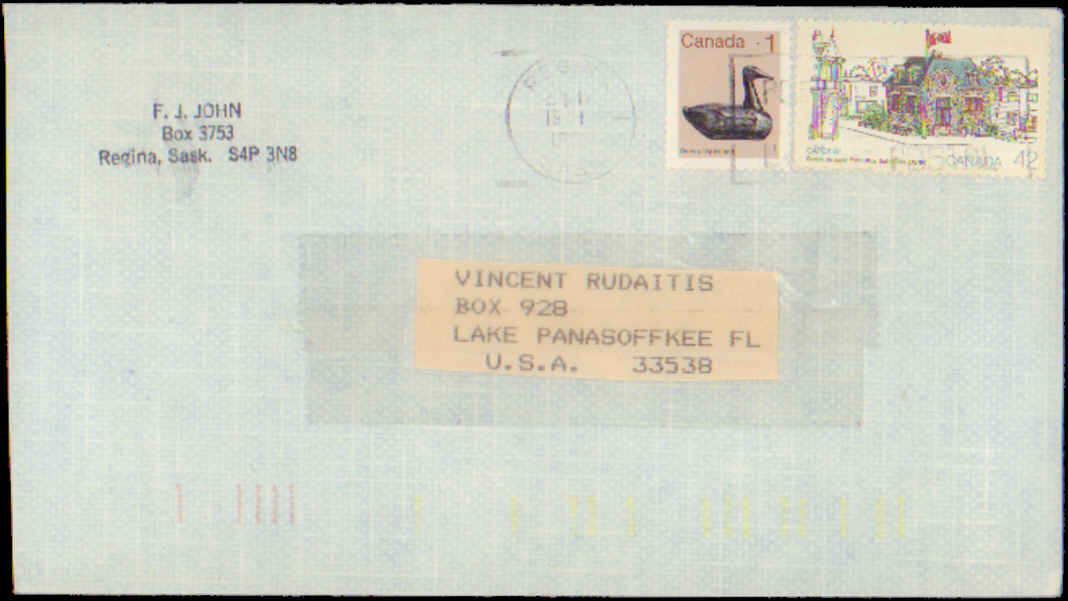 F. J. JOHN
Box 3753
Regina, Sask. S4P 3N8
Canada 1
CANADA 42
VINCENT RUDAITIS
BOX 928
LAKE PANASOFFKEE FL
U.S.A. 33538